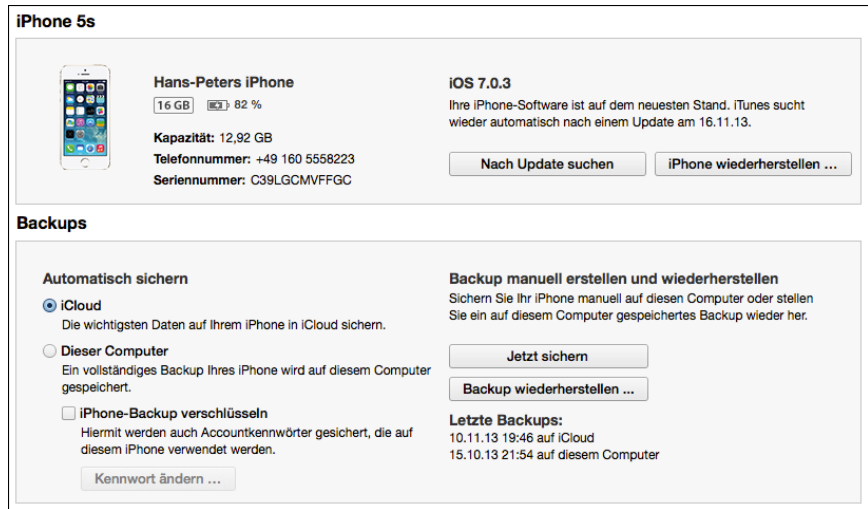 iPhone 5s
Hans-Peters iPhone
16 GB 82 %
Kapazität: 12,92 GB
Telefonnummer: +49 160 5558223
Seriennummer: C39LGCMVFFGC
iOS 7.0.3
Ihre iPhone-Software ist auf dem neuesten Stand. iTunes sucht
wieder automatisch nach einem Update am 16.11.13.
Nach Update suchen
iPhone wiederherstellen ...
Backups
Automatisch sichern
iCloud
Die wichtigsten Daten auf Ihrem iPhone in iCloud sichern.
Dieser Computer
Ein vollständiges Backup Ihres iPhone wird auf diesem Computer
gespeichert.
iPhone-Backup verschlüsseln
Hiermit werden auch Accountkennwörter gesichert, die auf
diesem iPhone verwendet werden.
Kennwort ändern ...
Backup manuell erstellen und wiederherstellen
Sichern Sie Ihr iPhone manuell auf diesen Computer oder stellen
Sie ein auf diesem Computer gespeichertes Backup wieder her.
Jetzt sichern
Backup wiederherstellen ...
Letzte Backups:
10.11.13 19:46 auf iCloud
15.10.13 21:54 auf diesem Computer